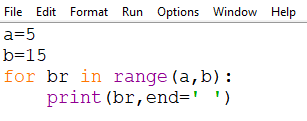 File Edit Format Run Options Window Help
a=5
b=15
for br in range(a,b):
    print(br,end=' ')